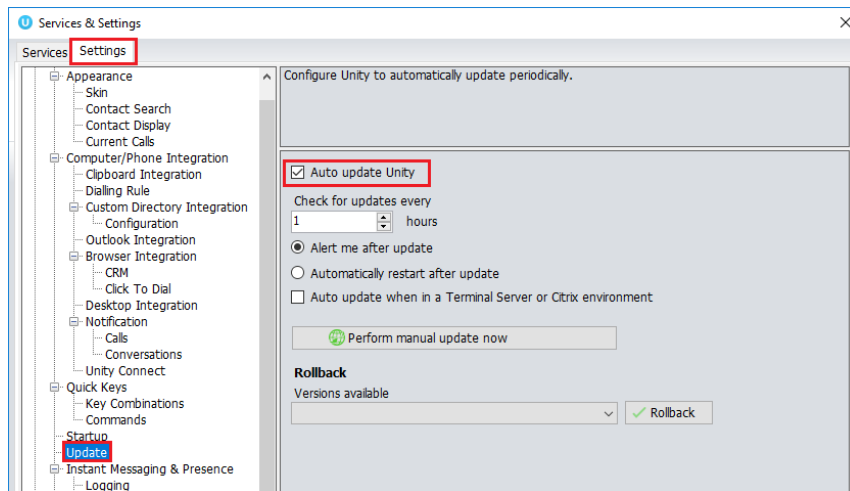 Services & Settings
Services
Settings
Appearance
Skin
Contact Search
Contact Display
Current Calls
Computer/Phone Integration
Clipboard Integration
Dialling Rule
Custom Directory Integration
Configuration
Outlook Integration
Browser Integration
CRM
Click To Dial
Desktop Integration
Notification
Calls
Conversations
Unity Connect
Quick Keys
Key Combinations
Commands
Startup
Update
Instant Messaging & Presence
Logging
Configure Unity to automatically update periodically.
Auto update Unity
Check for updates every
1 hours
Alert me after update
Automatically restart after update
Auto update when in a Terminal Server or Citrix environment
Perform manual update now
Rollback
Versions available
Rollback